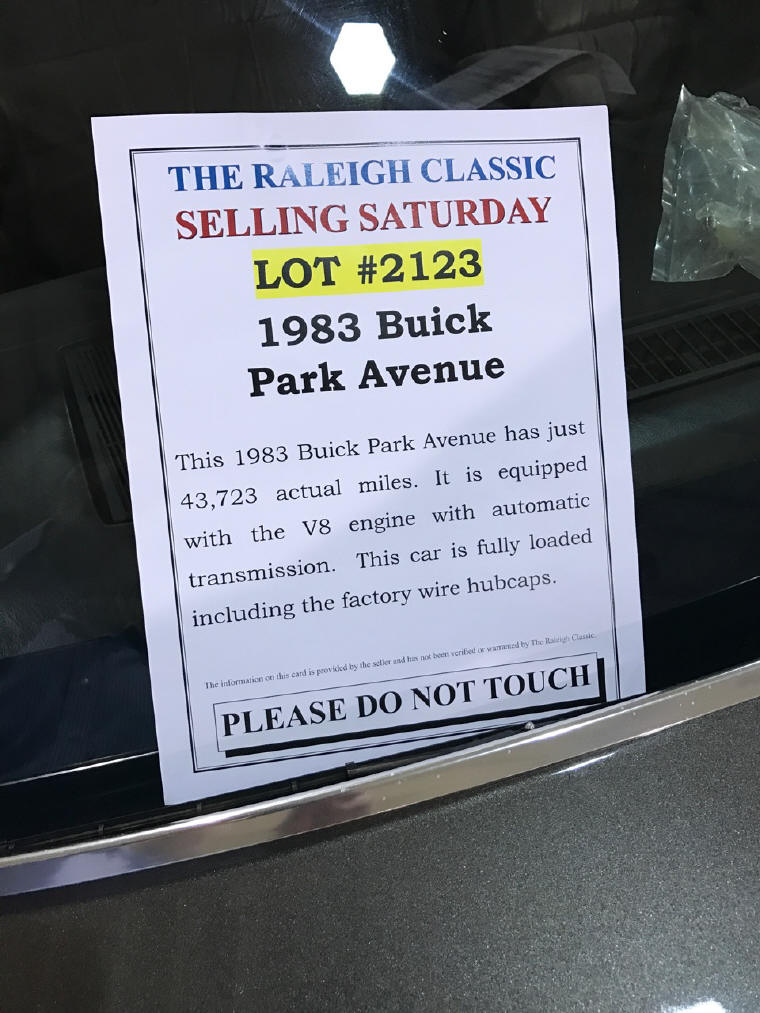 THE RALEIGH CLASSIC
SELLING SATURDAY
LOT #2123
1983 Buick
Park Avenue
This 1983 Buick Park Avenue has just
43,723 actual miles. It is equipped
with the V8 engine with automatic
transmission. This car is fully loaded
including the factory wire hubcaps.
The information on this card is provided by the seller and has not been verified or warranted by The Raleigh Classic.
PLEASE DO NOT TOUCH